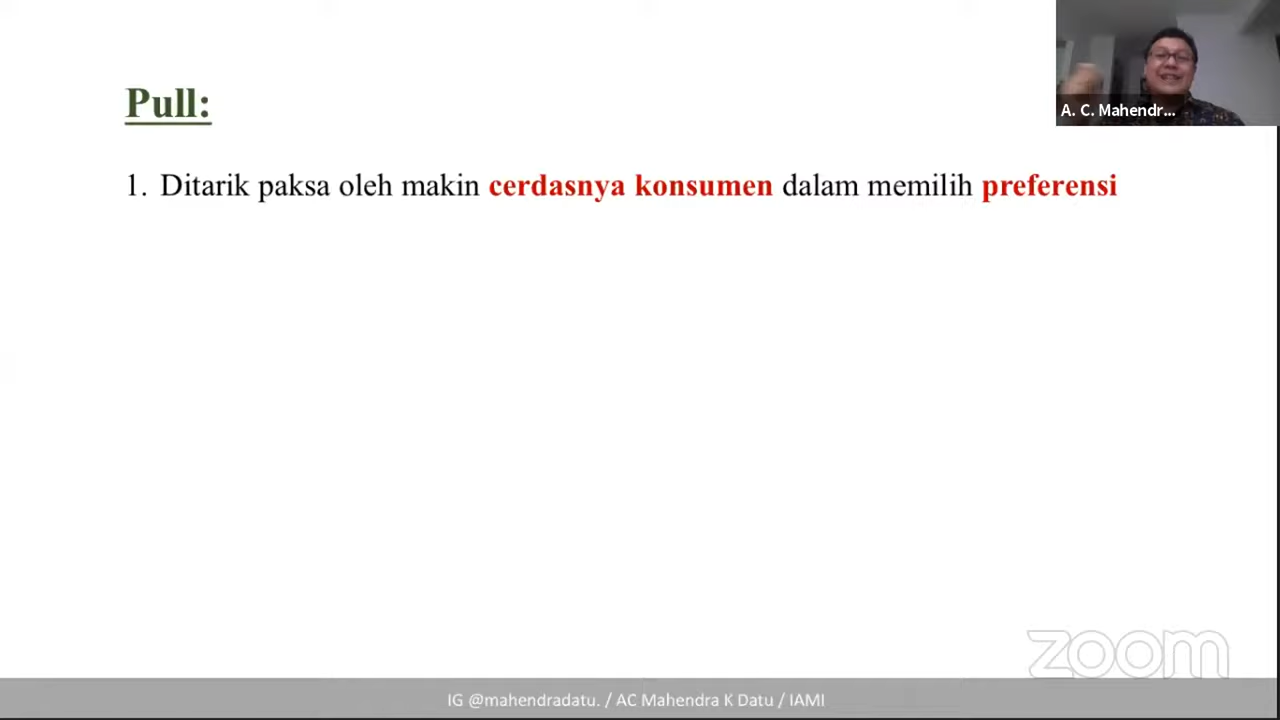 Pull:
A. C. Mahendr...
1. Ditarik paksa oleh makin cerdasnya konsumen dalam memilih preferensi
zoom
IG @mahendradatu. / AC Mahendra K Datu / IAMI